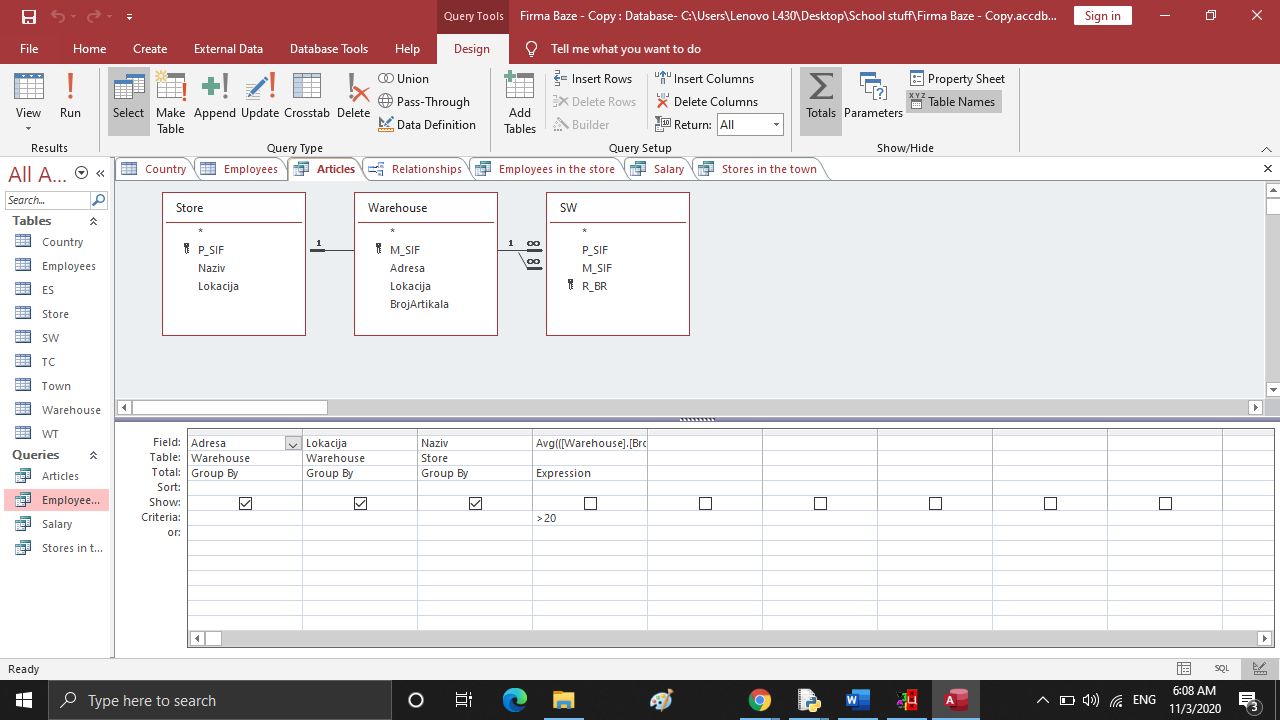 Query Tools
Firma Baze - Copy : Database- C:\Users\Lenovo L430\Desktop\School stuff\Firma Baze - Copy.accdb...
Sign in
File Home Create External Data Database Tools Help Design Tell me what you want to do
View Run
Results
Select Make Table Append Update Crosstab Delete
Union
Pass-Through
Data Definition
Query Type
Add Tables
Insert Rows
Delete Rows
Builder
Insert Columns
Delete Columns
Return: All
Query Setup
Totals Parameters
Property Sheet
Table Names
Show/Hide
All A...
Search...
Tables
Country
Employees
ES
Store
SW
TC
Town
Warehouse
WT
Queries
Articles
Employee...
Salary
Stores in t...
Country Employees Articles Relationships Employees in the store Salary Stores in the town
Store
*
P_SIF
Naziv
Lokacija
1
Warehouse
*
M_SIF
Adresa
Lokacija
BrojArtikala
1 ∞
∞
SW
*
P_SIF
M_SIF
R_BR
Field: Adresa Lokacija Naziv Avg(([Warehouse].[Bro
Table: Warehouse Warehouse Store
Total: Group By Group By Group By Expression
Sort:
Show:
Criteria: >20
or:
Ready
SQL
Type here to search
ENG
6:08 AM
11/3/2020
3